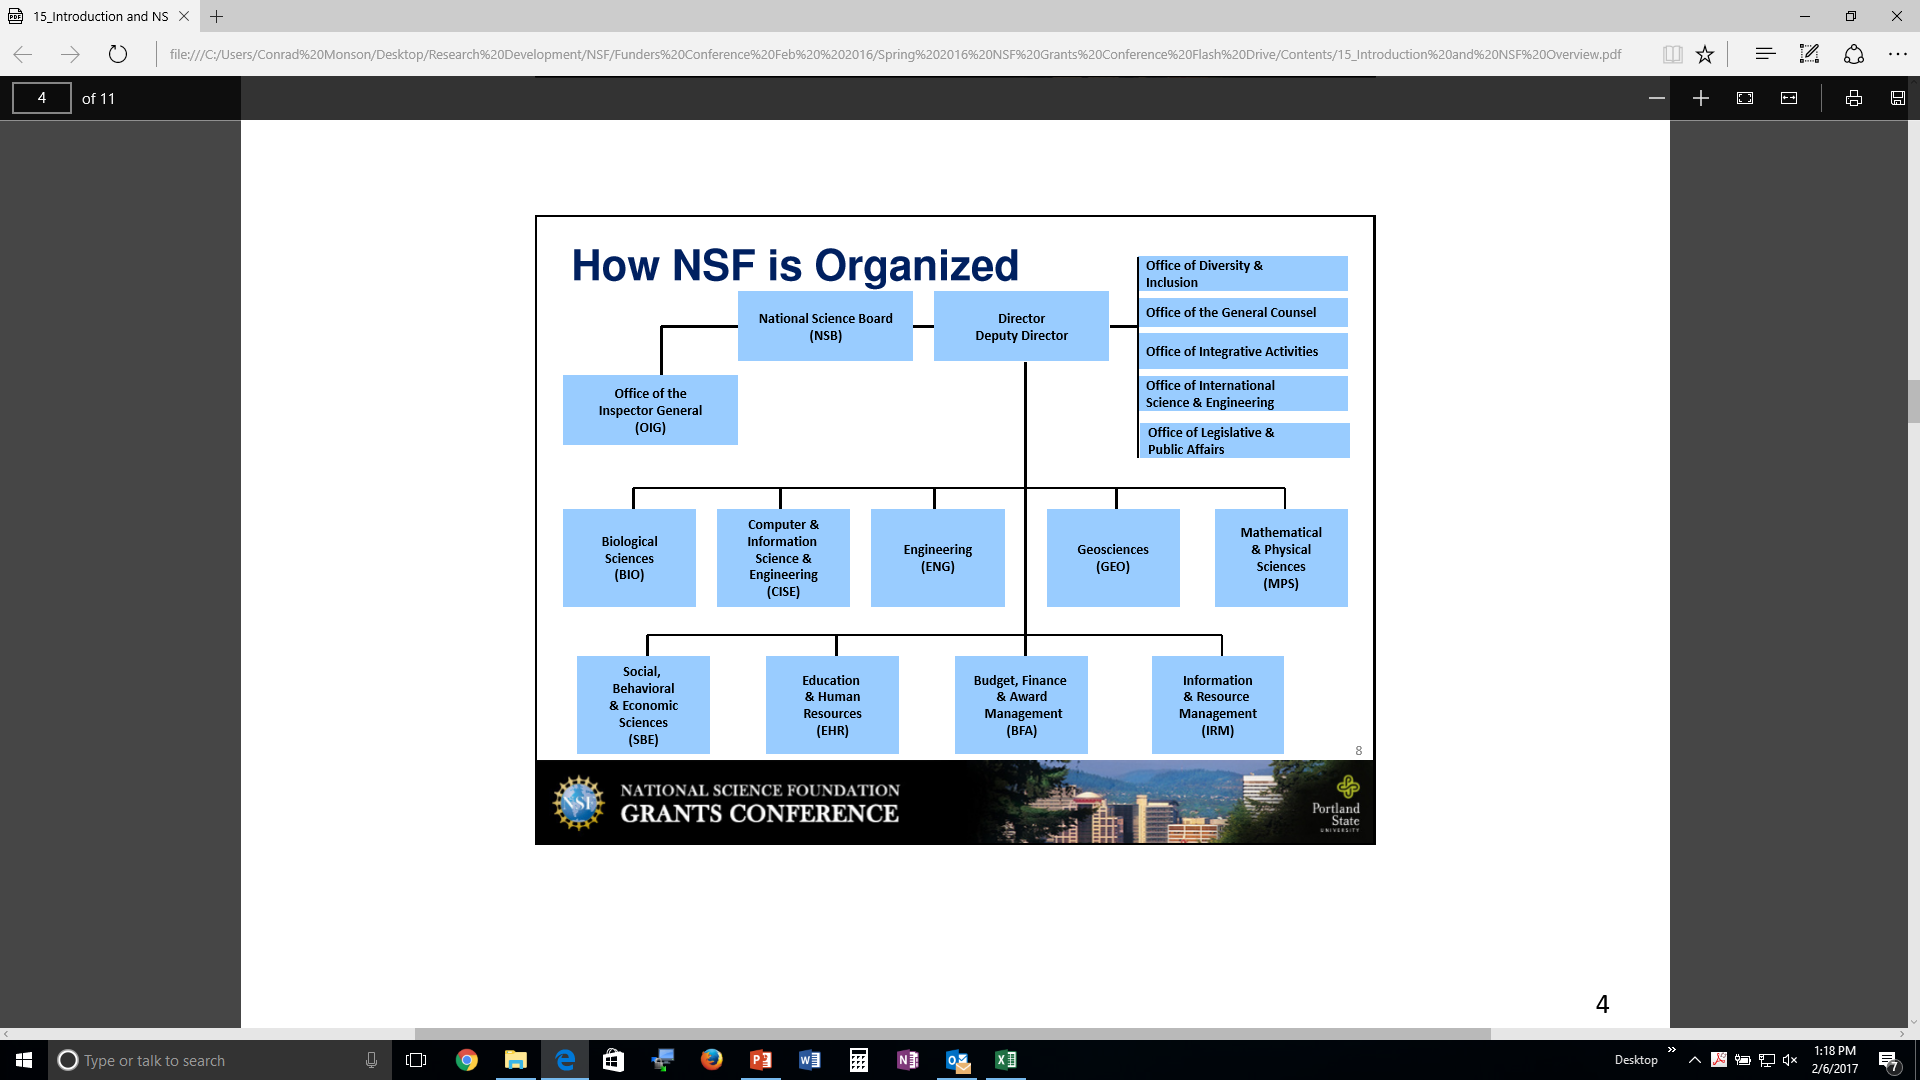 15_Introduction and NS
file:///C:/Users/Conrad%20Monson/Desktop/Research%20Development/NSF/Funders%20Conference%20Feb%20%202016/Spring%202016%20NSF%20Grants%20Conference%20Flash%20Drive/Contents/15_Introduction%20and%20NSF%20Overview.pdf
4 of 11
How NSF is Organized
National Science Board
(NSB)
Director
Deputy Director
Office of Diversity &
Inclusion
Office of the General Counsel
Office of Integrative Activities
Office of International
Science & Engineering
Office of Legislative &
Public Affairs
Office of the
Inspector General
(OIG)
Biological
Sciences
(BIO)
Computer &
Information
Science &
Engineering
(CISE)
Engineering
(ENG)
Geosciences
(GEO)
Mathematical
& Physical
Sciences
(MPS)
Social,
Behavioral
& Economic
Sciences
(SBE)
Education
& Human
Resources
(EHR)
Budget, Finance
& Award
Management
(BFA)
Information
& Resource
Management
(IRM)
8
NSF
NATIONAL SCIENCE FOUNDATION
GRANTS CONFERENCE
Portland
State
UNIVERSITY
4
Type or talk to search
Desktop
1:18 PM
2/6/2017
7